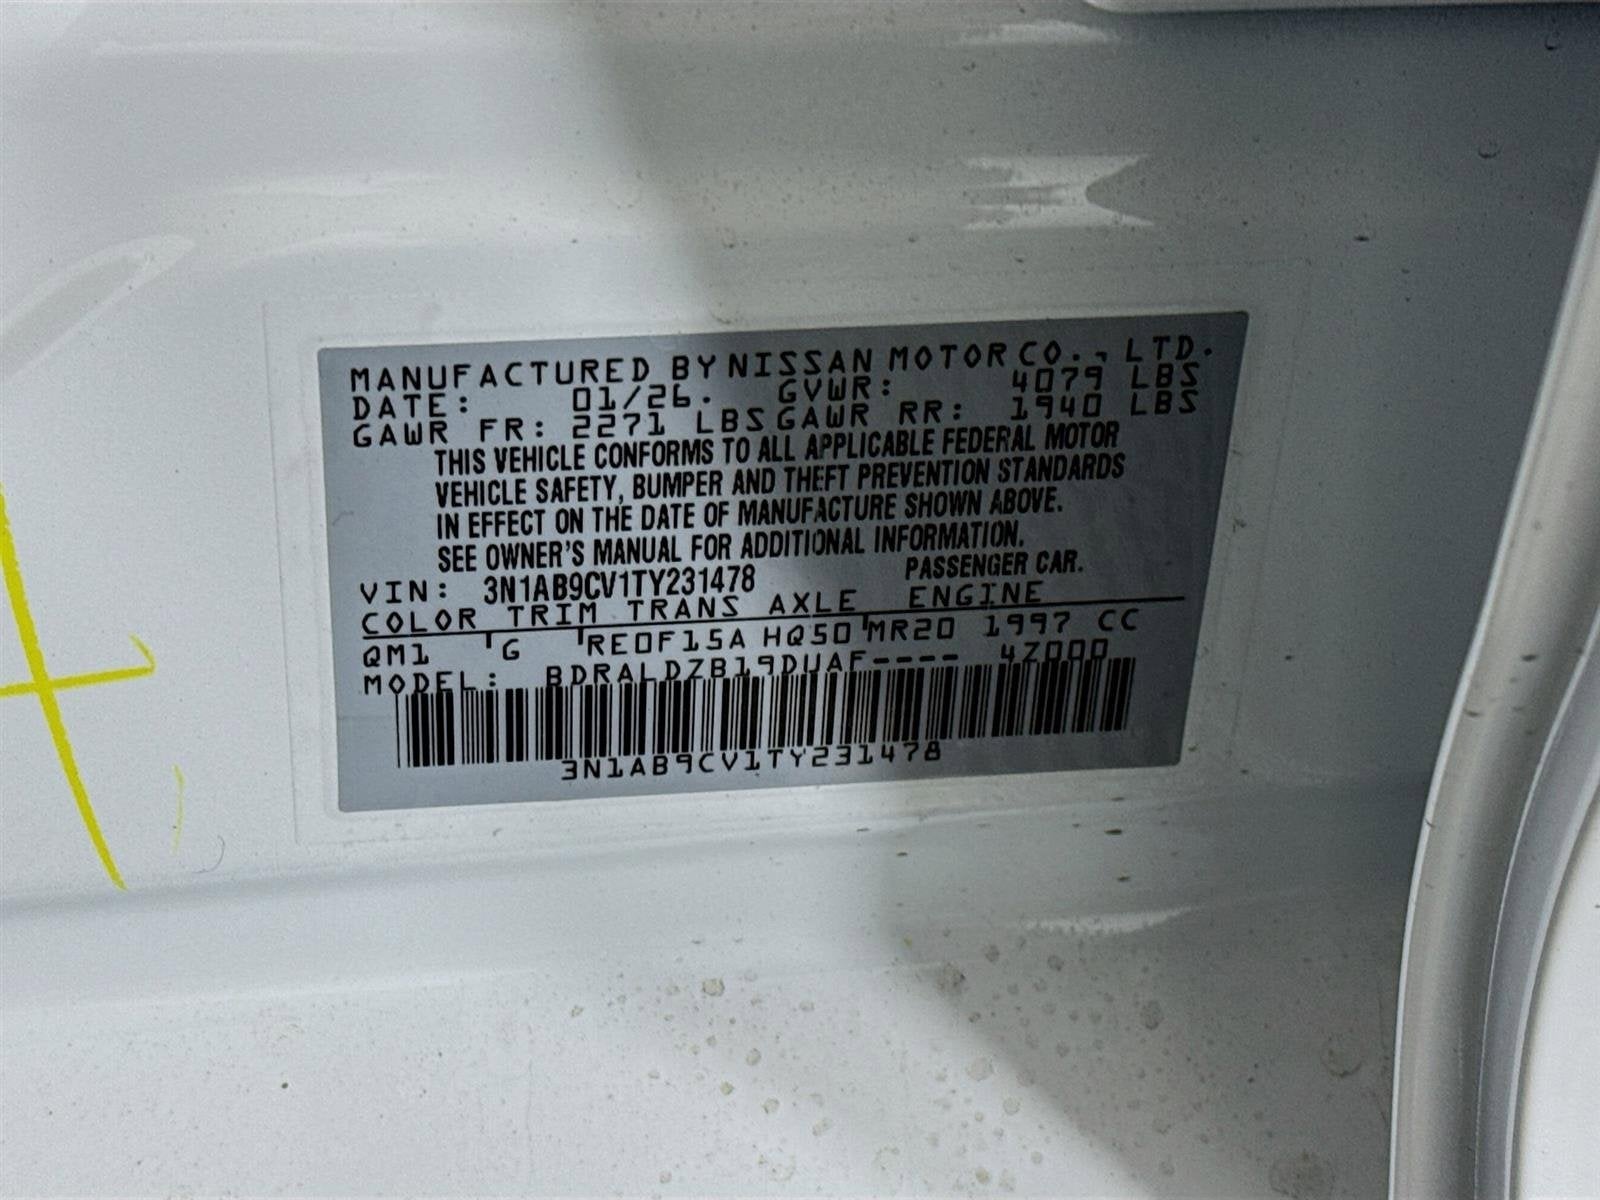 MANUFACTURED BY NISSAN MOTOR CO., LTD.
DATE: 01/26. GVWR: 4079 LBS
GAWR FR: 2271 LBS GAWR RR: 1940 LBS
THIS VEHICLE CONFORMS TO ALL APPLICABLE FEDERAL MOTOR
VEHICLE SAFETY, BUMPER AND THEFT PREVENTION STANDARDS
IN EFFECT ON THE DATE OF MANUFACTURE SHOWN ABOVE.
SEE OWNER'S MANUAL FOR ADDITIONAL INFORMATION.
PASSENGER CAR.
VIN: 3N1AB9CV1TY231478
COLOR TRIM TRANS AXLE ENGINE
QM1 G RE0F15A HQ50 MR20 1997 CC
MODEL: BDRALDZB19DUAF---- 4Z000
3N1AB9CV1TY231478